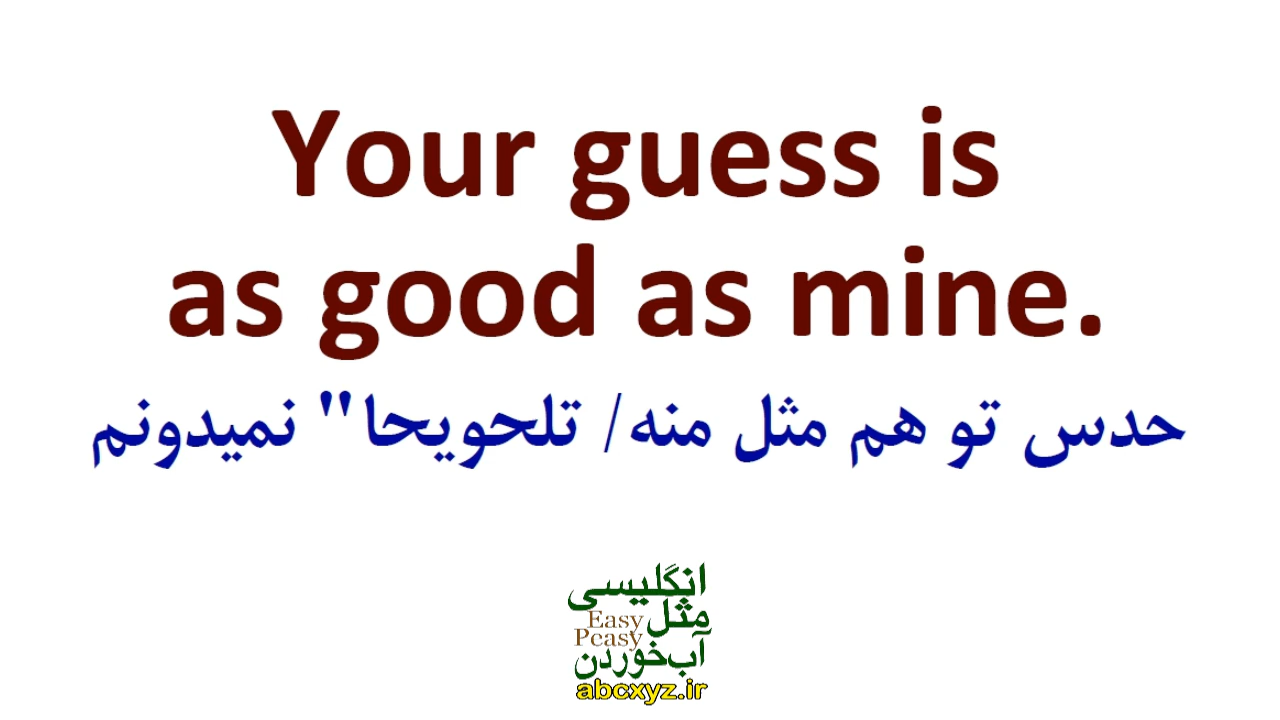 Your guess is
as good as mine.
حدس تو هم مثل منه/ تلحویحا" نمیدونم
انگلیسی
مثل
Easy
Peasy
آب‌خوردن
abcxyz.ir